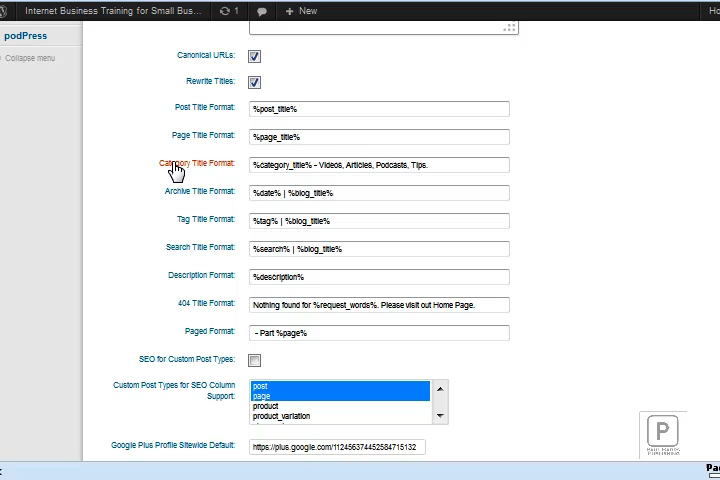 Internet Business Training for Small Bus... 1 New
podPress
Collapse menu
Canonical URLs:
Rewrite Titles:
Post Title Format: %post_title%
Page Title Format: %page_title%
Category Title Format: %category_title% - Videos, Articles, Podcasts, Tips.
Archive Title Format: %date% | %blog_title%
Tag Title Format: %tag% | %blog_title%
Search Title Format: %search% | %blog_title%
Description Format: %description%
404 Title Format: Nothing found for %request_words%. Please visit out Home Page.
Paged Format: - Part %page%
SEO for Custom Post Types:
Custom Post Types for SEO Column
Support:
post
page
product
product_variation
Google Plus Profile Sitewide Default: https://plus.google.com/112456374452584715132
P